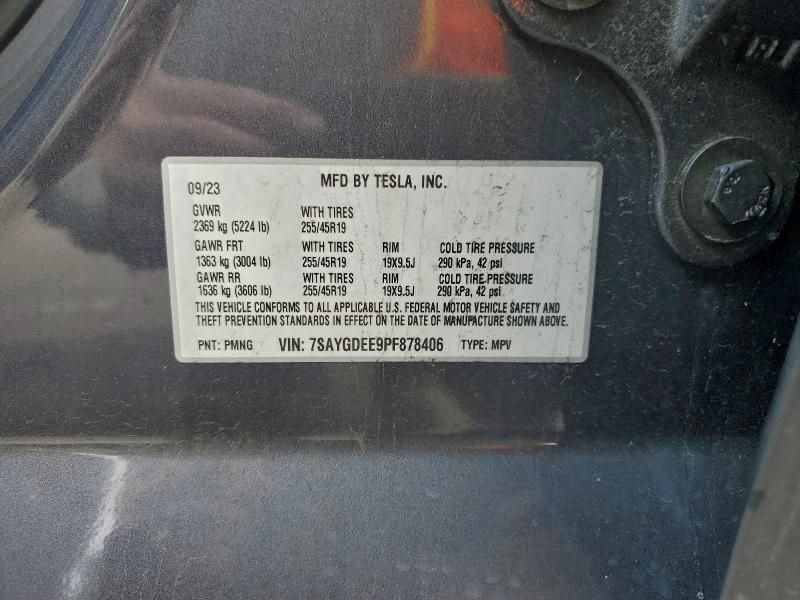 09/23 MFD BY TESLA, INC.
GVWR WITH TIRES
2369 kg (5224 lb) 255/45R19
GAWR FRT WITH TIRES RIM COLD TIRE PRESSURE
1363 kg (3004 lb) 255/45R19 19X9.5J 290 kPa, 42 psi
GAWR RR WITH TIRES RIM COLD TIRE PRESSURE
1636 kg (3606 lb) 255/45R19 19X9.5J 290 kPa, 42 psi
THIS VEHICLE CONFORMS TO ALL APPLICABLE U.S. FEDERAL MOTOR VEHICLE SAFETY AND
THEFT PREVENTION STANDARDS IN EFFECT ON THE DATE OF MANUFACTURE SHOWN ABOVE.
PNT: PMNG VIN: 7SAYGDEE9PF878406 TYPE: MPV